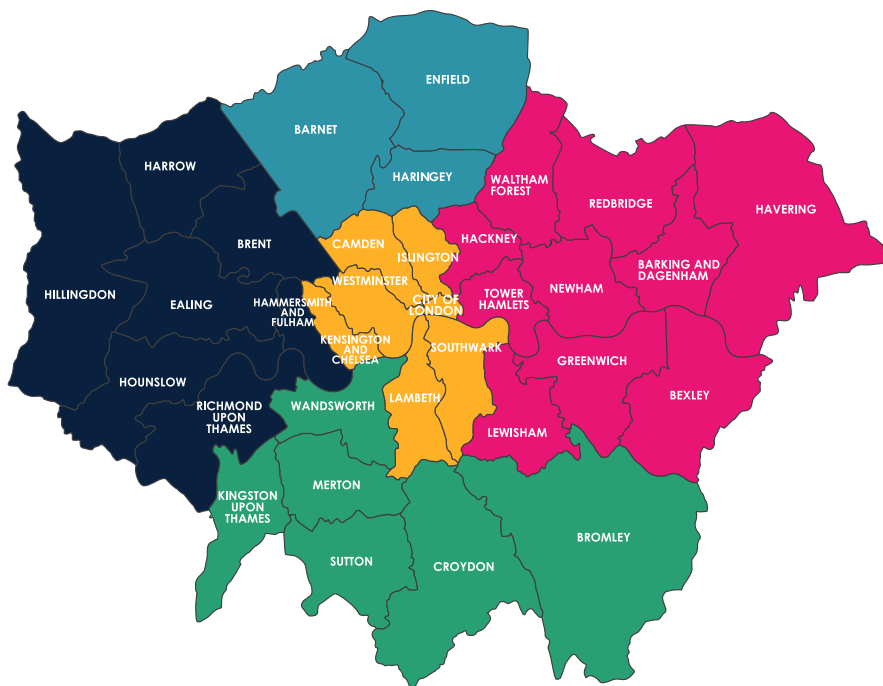 ENFIELD
BARNET
HARROW
HARINGEY
WALTHAM
FOREST
REDBRIDGE
HAVERING
HACKNEY
BRENT
CAMDEN
ISLINGTON
BARKING AND
DAGENHAM
HILLINGDON
EALING
WESTMINSTER
HAMMERSMITH
AND
FULHAM
CITY OF
LONDON
TOWER
HAMLETS
NEWHAM
KENSINGTON
AND
CHELSEA
SOUTHWARK
GREENWICH
HOUNSLOW
BEXLEY
RICHMOND
UPON
THAMES
WANDSWORTH
LAMBETH
LEWISHAM
KINGSTON
UPON
THAMES
MERTON
BROMLEY
SUTTON
CROYDON